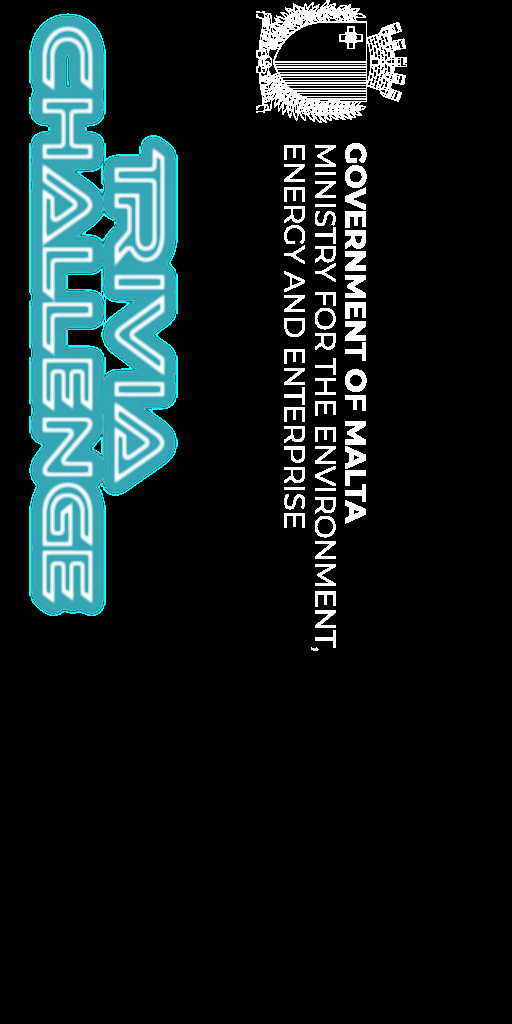 GOVERNMENT OF MALTA
MINISTRY FOR THE ENVIRONMENT,
ENERGY AND ENTERPRISE
TRIVIA
CHALLENGE